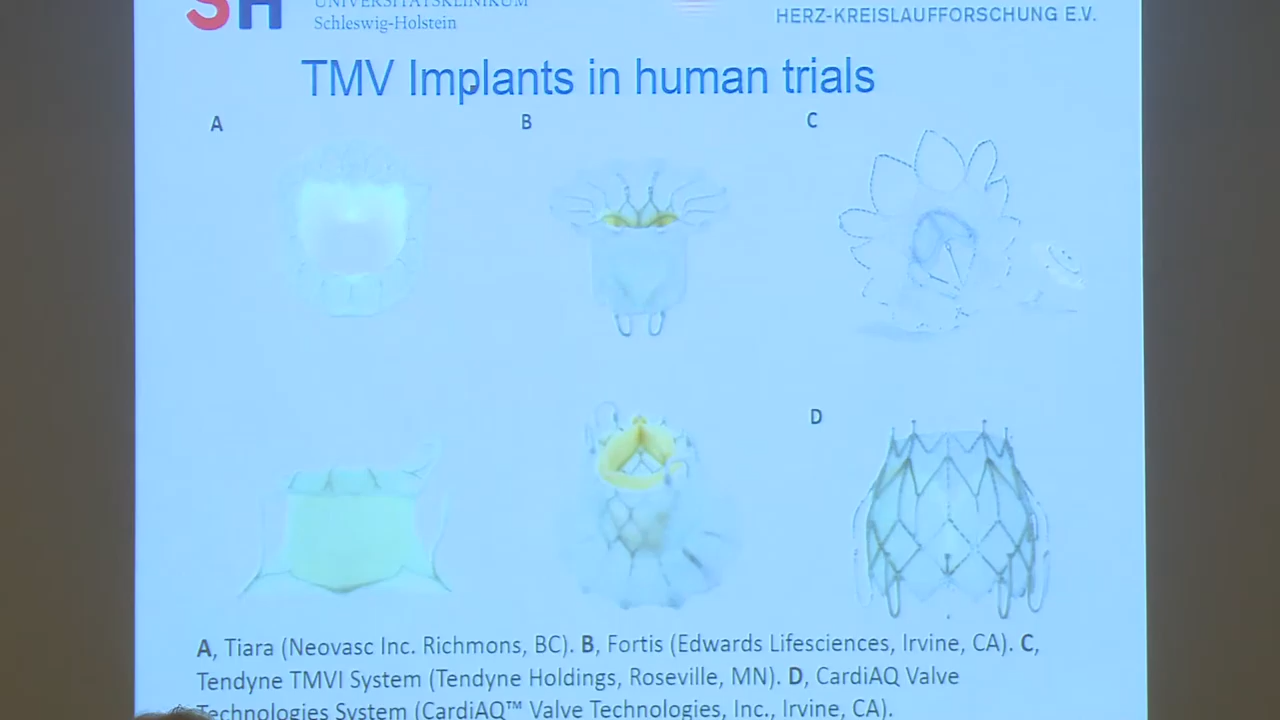 SH
UNIVERSITÄTSKLINIKUM
Schleswig-Holstein
HERZ-KREISLAUFFORSCHUNG E.V.
TMV Implants in human trials
A
B
C
D
A, Tiara (Neovasc Inc. Richmons, BC). B, Fortis (Edwards Lifesciences, Irvine, CA). C,
Tendyne TMVI System (Tendyne Holdings, Roseville, MN). D, CardiAQ Valve
Technologies System (CardiAQ™ Valve Technologies, Inc., Irvine, CA).